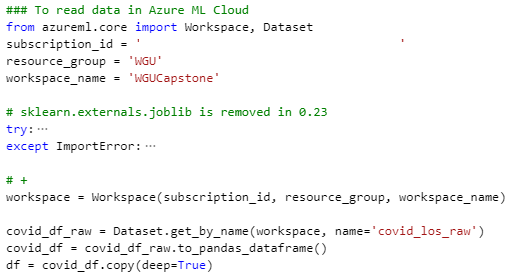 ### To read data in Azure ML Cloud
from azureml.core import Workspace, Dataset
subscription_id = '                                    '
resource_group = 'WGU'
workspace_name = 'WGUCapstone'
# sklearn.externals.joblib is removed in 0.23
try:···
except ImportError:···
# +
workspace = Workspace(subscription_id, resource_group, workspace_name)
covid_df_raw = Dataset.get_by_name(workspace, name='covid_los_raw')
covid_df = covid_df_raw.to_pandas_dataframe()
df = covid_df.copy(deep=True)